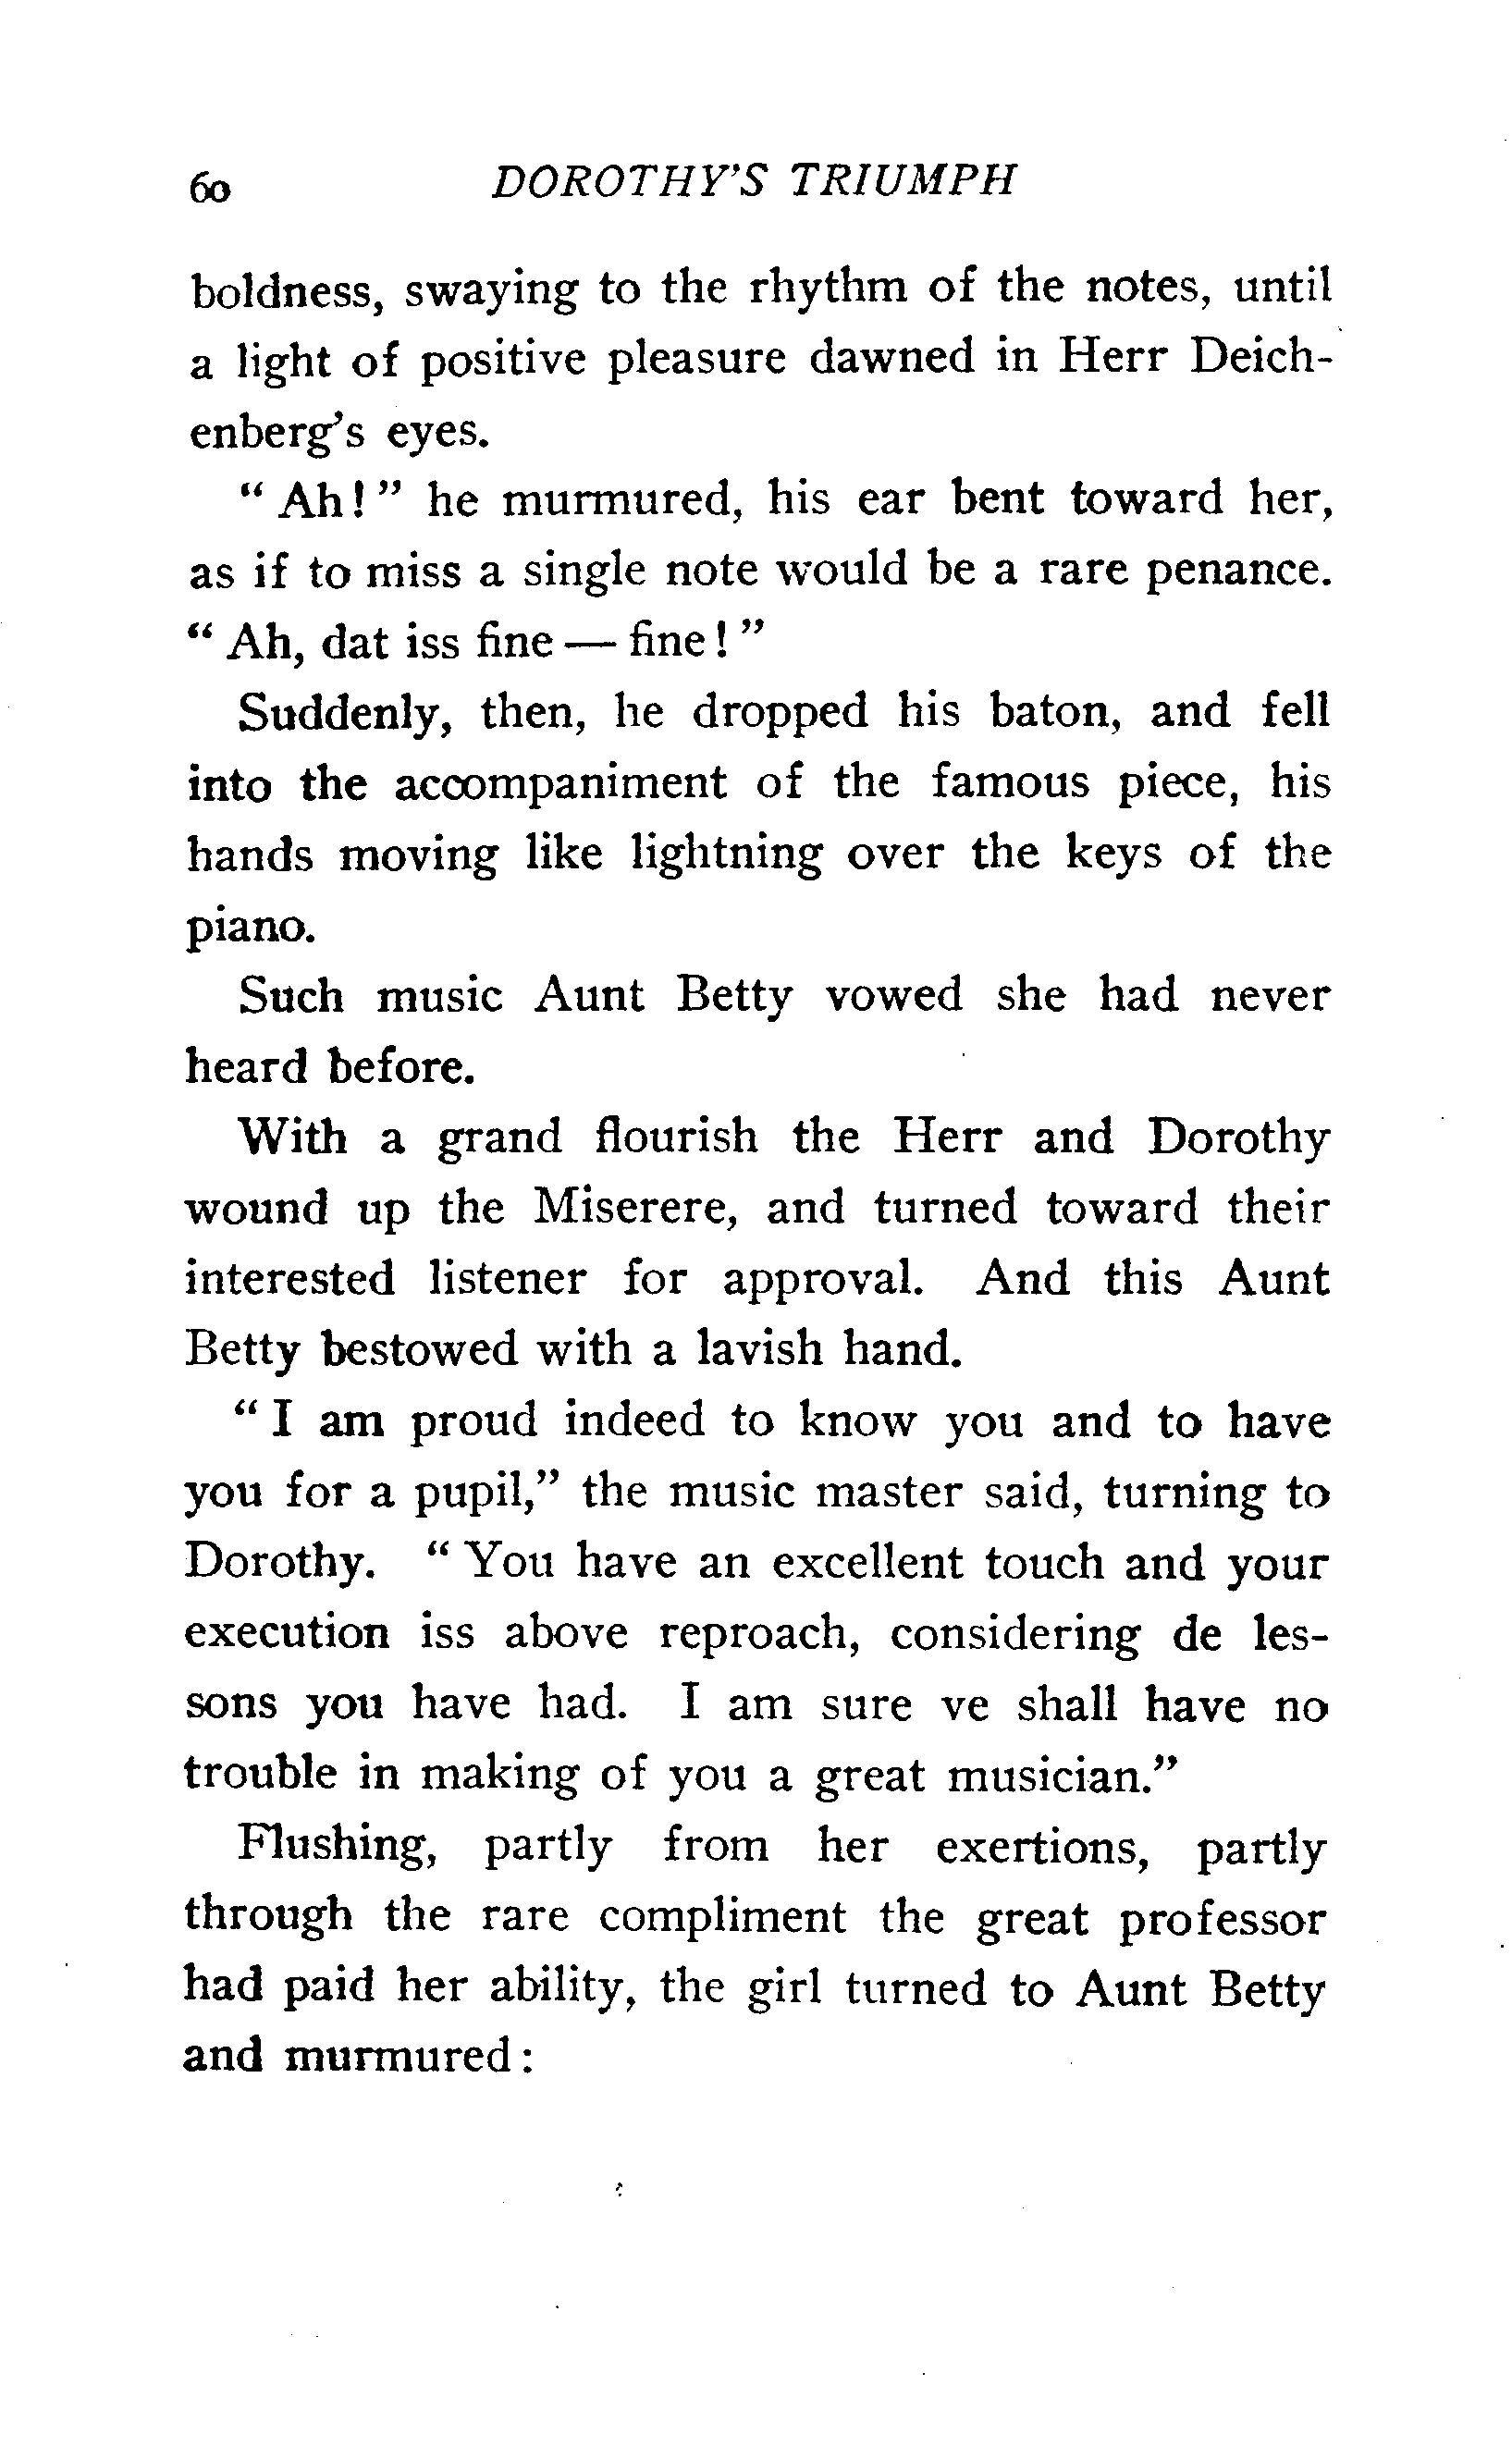 60 DOROTHY'S TRIUMPH
boldness, swaying to the rhythm of the notes, until
a light of positive pleasure dawned in Herr Deich-
enberg's eyes.
" Ah ! " he murmured, his ear bent toward her,
as if to miss a single note would be a rare penance.
" Ah, dat iss fine — fine ! "
Suddenly, then, he dropped his baton, and fell
into the accompaniment of the famous piece, his
hands moving like lightning over the keys of the
piano.
Such music Aunt Betty vowed she had never
heard before.
With a grand flourish the Herr and Dorothy
wound up the Miserere, and turned toward their
interested listener for approval. And this Aunt
Betty bestowed with a lavish hand.
" I am proud indeed to know you and to have
you for a pupil," the music master said, turning to
Dorothy. " You have an excellent touch and your
execution iss above reproach, considering de les-
sons you have had. I am sure ve shall have no
trouble in making of you a great musician."
Flushing, partly from her exertions, partly
through the rare compliment the great professor
had paid her ability, the girl turned to Aunt Betty
and murmured :